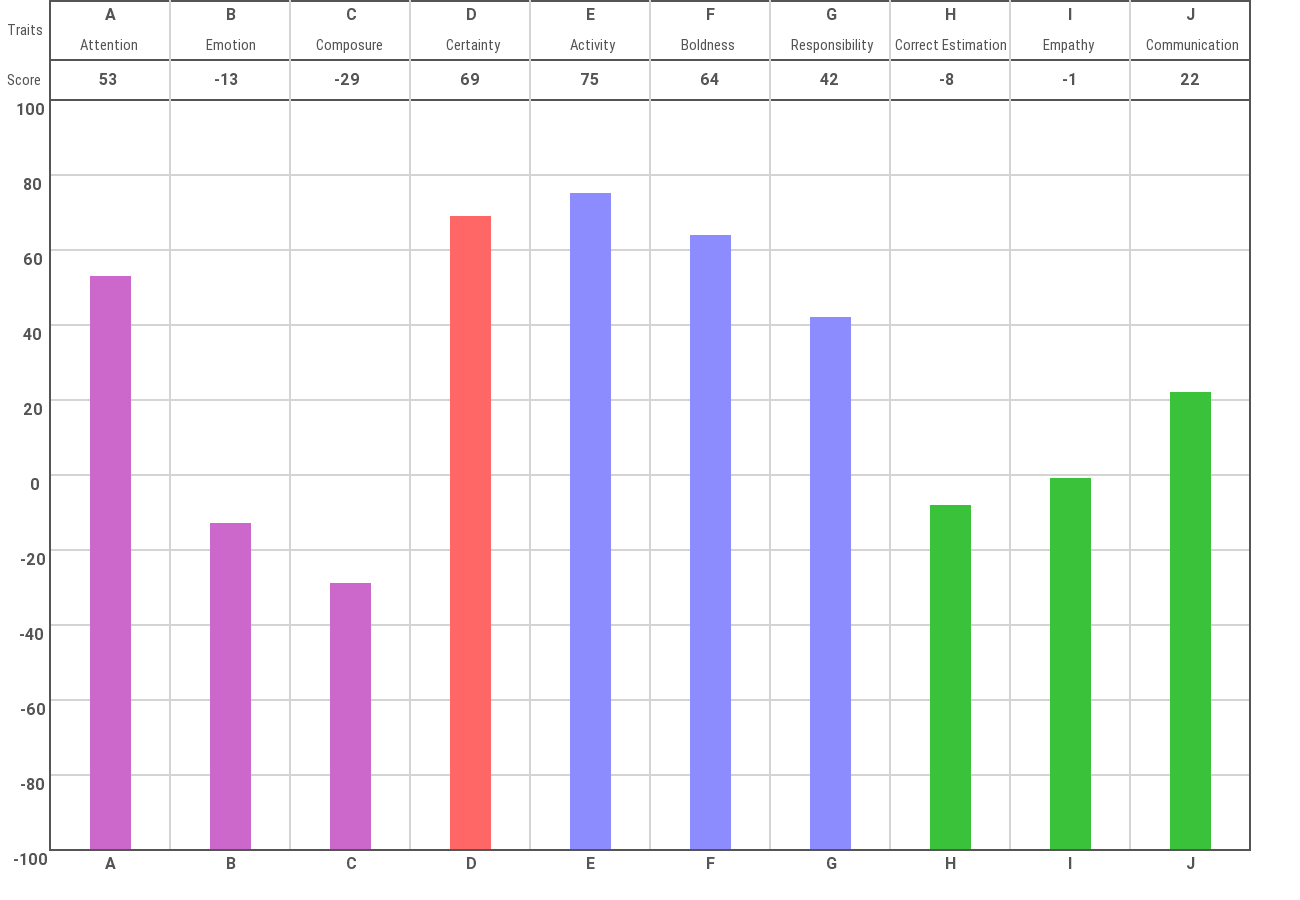 A B C D E F G H I J
Traits
Attention Emotion Composure Certainty Activity Boldness Responsibility Correct Estimation Empathy Communication
Score 53 -13 -29 69 75 64 42 -8 -1 22
100
80
60
40
20
0
-20
-40
-60
-80
-100
A B C D E F G H I J